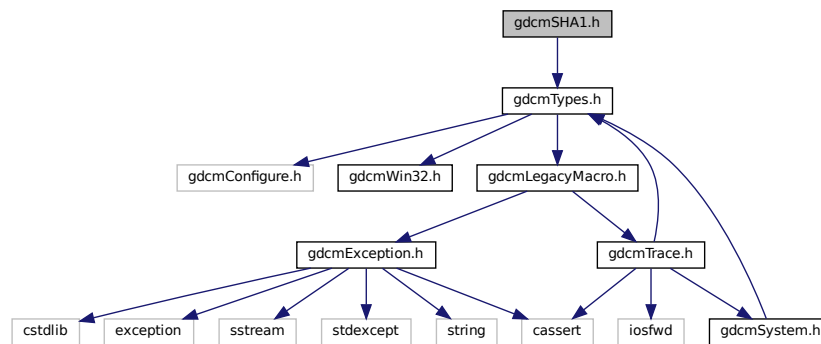 gdcmSHA1.h
gdcmTypes.h
gdcmConfigure.h
gdcmWin32.h
gdcmLegacyMacro.h
gdcmException.h
gdcmTrace.h
cstdlib
exception
sstream
stdexcept
string
cassert
iosfwd
gdcmSystem.h